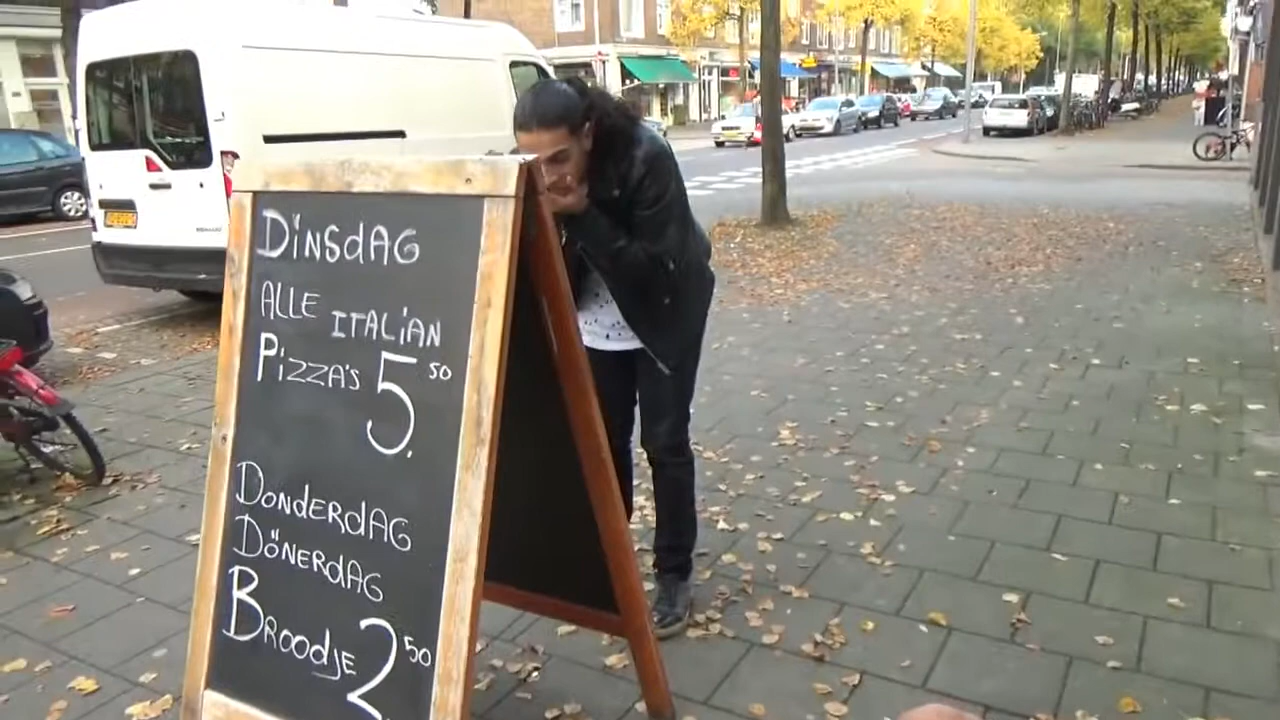 DiNSdAG
ALLE ITALiAN
PiZZA'S 5.50
DONDERdAG
DÖNERdAG
BROOdJE 2.50